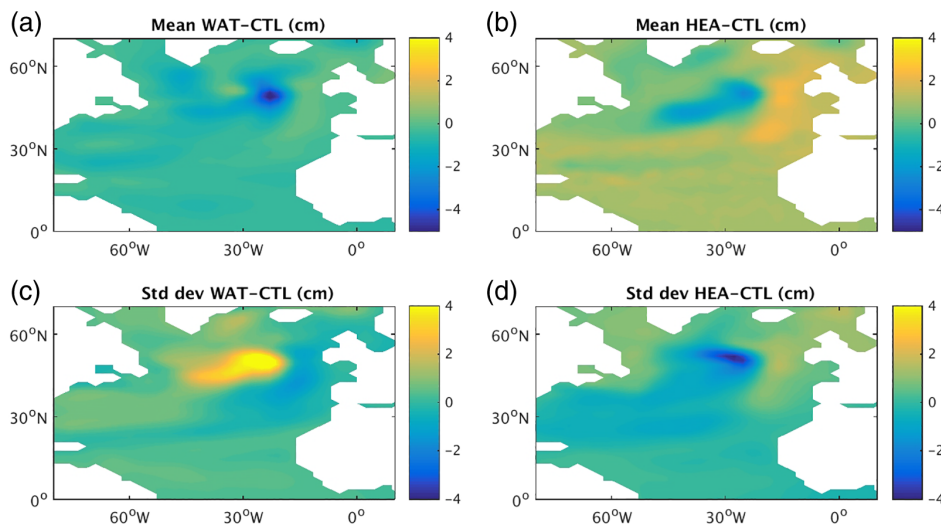 (a) Mean WAT-CTL (cm)
60°N
30°N
0°
60°W 30°W 0°
4
2
0
−2
−4
(b) Mean HEA-CTL (cm)
60°N
30°N
0°
60°W 30°W 0°
4
2
0
−2
−4
(c) Std dev WAT-CTL (cm)
60°N
30°N
0°
60°W 30°W 0°
4
2
0
−2
−4
(d) Std dev HEA-CTL (cm)
60°N
30°N
0°
60°W 30°W 0°
4
2
0
−2
−4